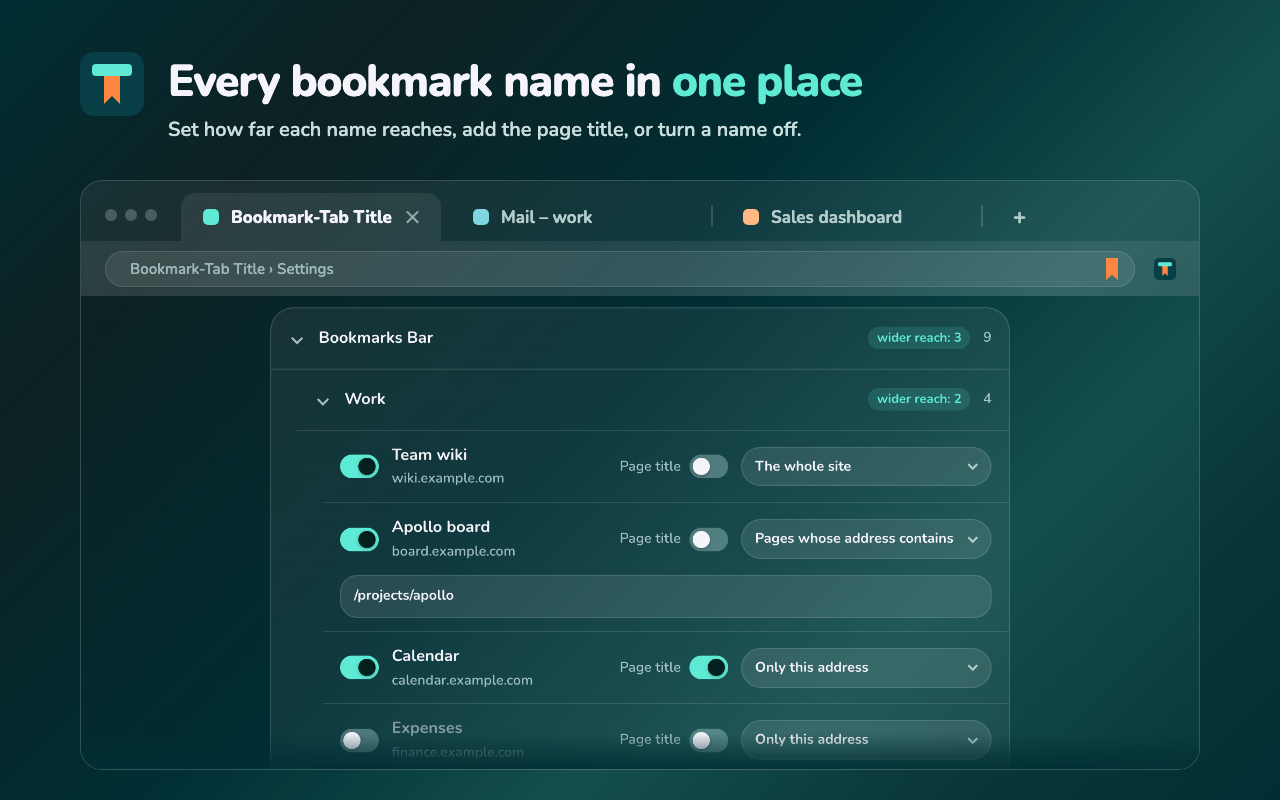 Every bookmark name in one place
Set how far each name reaches, add the page title, or turn a name off.
Bookmark-Tab Title
Mail – work
Sales dashboard
Bookmark-Tab Title › Settings
Bookmarks Bar
wider reach: 3
9
Work
wider reach: 2
4
Team wiki
wiki.example.com
Page title
The whole site
Apollo board
board.example.com
Page title
Pages whose address contains
/projects/apollo
Calendar
calendar.example.com
Page title
Only this address
Expenses
finance.example.com
Page title
Only this address